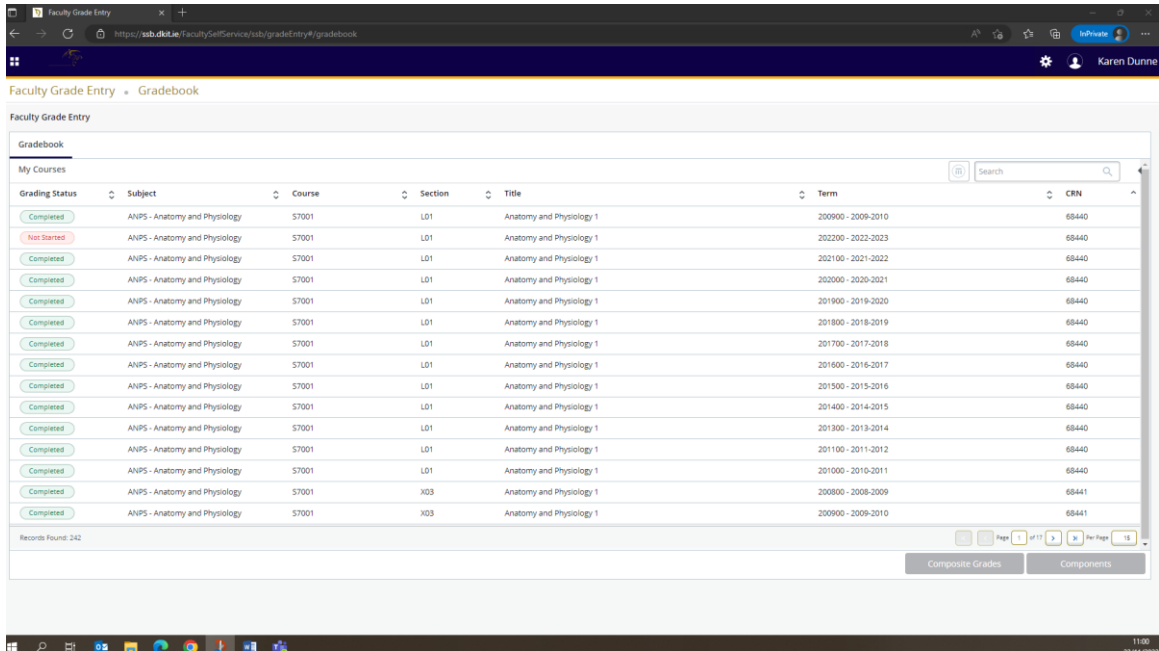 Faculty Grade Entry
https://ssb.dkit.ie/FacultySelfService/ssb/gradeEntry#/gradebook InPrivate
Karen Dunne
Faculty Grade Entry • Gradebook
Faculty Grade Entry
Gradebook
My Courses Search
Grading Status Subject Course Section Title Term CRN
Completed ANPS - Anatomy and Physiology S7001 L01 Anatomy and Physiology 1 200900 - 2009-2010 68440
Not Started ANPS - Anatomy and Physiology S7001 L01 Anatomy and Physiology 1 202200 - 2022-2023 68440
Completed ANPS - Anatomy and Physiology S7001 L01 Anatomy and Physiology 1 202100 - 2021-2022 68440
Completed ANPS - Anatomy and Physiology S7001 L01 Anatomy and Physiology 1 202000 - 2020-2021 68440
Completed ANPS - Anatomy and Physiology S7001 L01 Anatomy and Physiology 1 201900 - 2019-2020 68440
Completed ANPS - Anatomy and Physiology S7001 L01 Anatomy and Physiology 1 201800 - 2018-2019 68440
Completed ANPS - Anatomy and Physiology S7001 L01 Anatomy and Physiology 1 201700 - 2017-2018 68440
Completed ANPS - Anatomy and Physiology S7001 L01 Anatomy and Physiology 1 201600 - 2016-2017 68440
Completed ANPS - Anatomy and Physiology S7001 L01 Anatomy and Physiology 1 201500 - 2015-2016 68440
Completed ANPS - Anatomy and Physiology S7001 L01 Anatomy and Physiology 1 201400 - 2014-2015 68440
Completed ANPS - Anatomy and Physiology S7001 L01 Anatomy and Physiology 1 201300 - 2013-2014 68440
Completed ANPS - Anatomy and Physiology S7001 L01 Anatomy and Physiology 1 201100 - 2011-2012 68440
Completed ANPS - Anatomy and Physiology S7001 L01 Anatomy and Physiology 1 201000 - 2010-2011 68440
Completed ANPS - Anatomy and Physiology S7001 X03 Anatomy and Physiology 1 200800 - 2008-2009 68441
Completed ANPS - Anatomy and Physiology S7001 X03 Anatomy and Physiology 1 200900 - 2009-2010 68441
Records Found: 242 Page 1 of 17 Per Page 15
Composite Grades Components
11:00